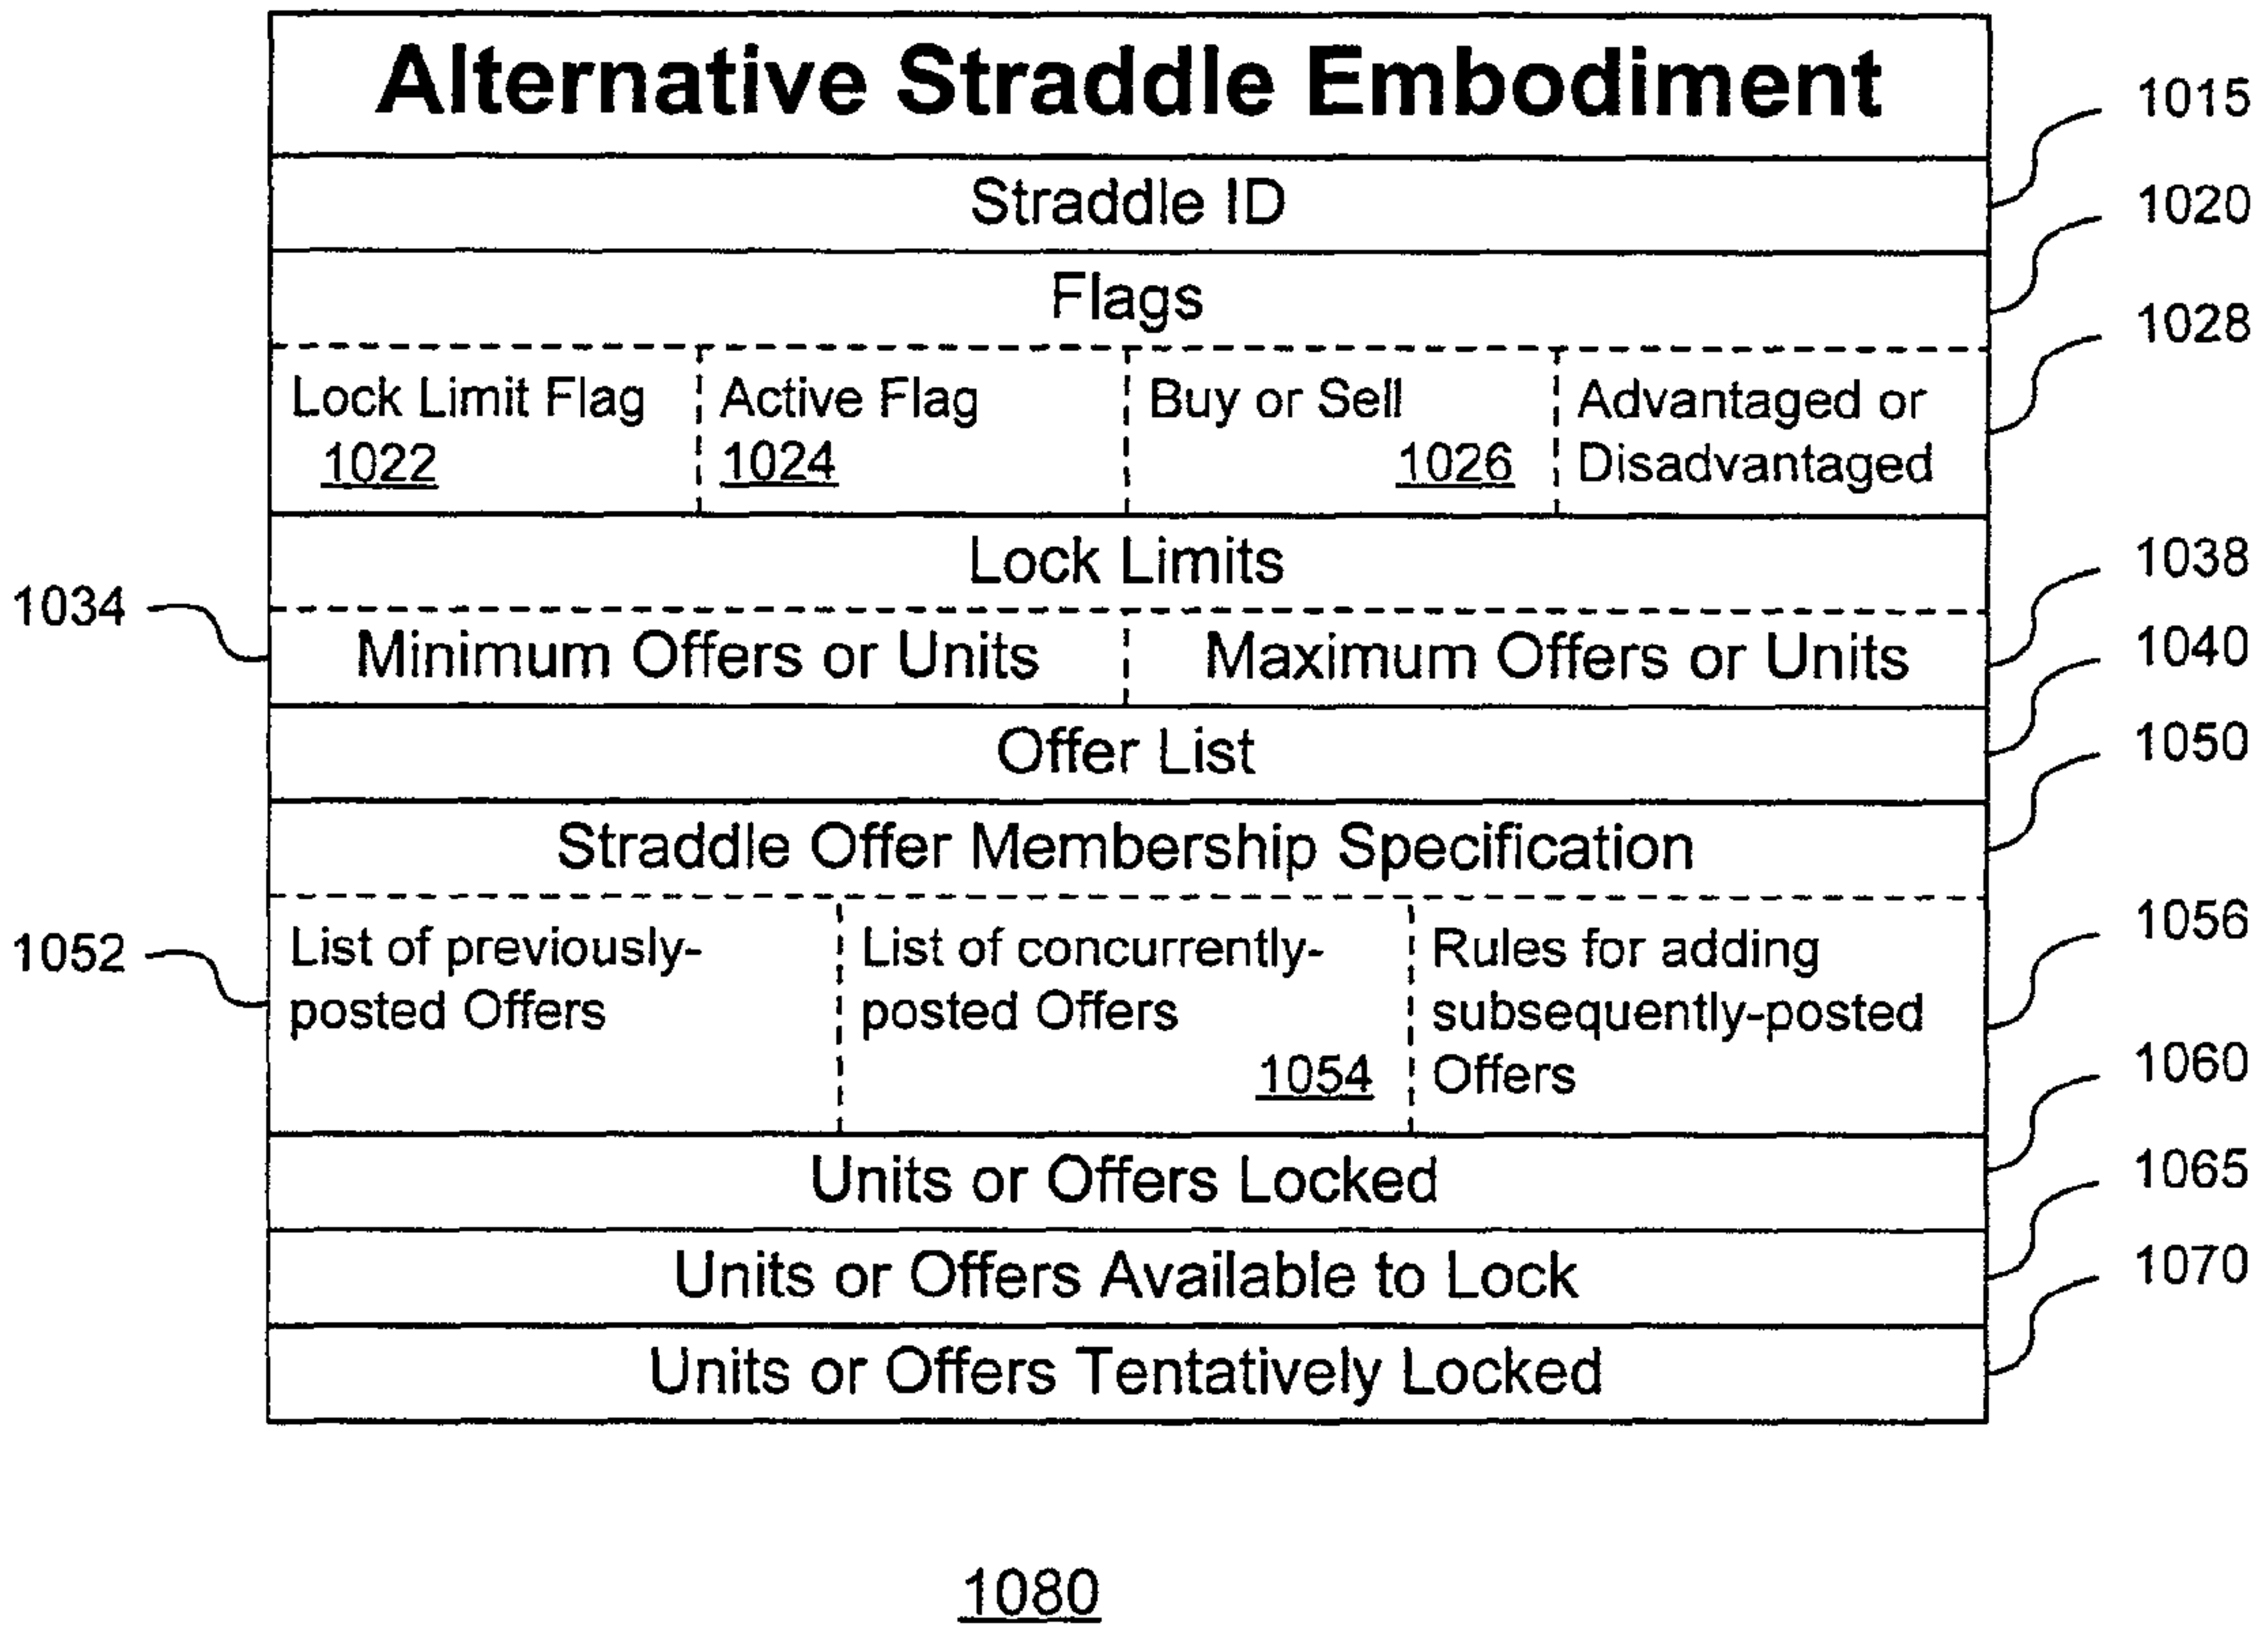 Alternative Straddle Embodiment
1015
Straddle ID
1020
Flags
1028
Lock Limit Flag
1022
Active Flag
1024
Buy or Sell
1026
Advantaged or
Disadvantaged
Lock Limits
1038
1034
Minimum Offers or Units
Maximum Offers or Units
1040
Offer List
1050
Straddle Offer Membership Specification
1056
1052
List of previously-
posted Offers
List of concurrently-
posted Offers
1054
Rules for adding
subsequently-posted
Offers
1060
Units or Offers Locked
1065
Units or Offers Available to Lock
1070
Units or Offers Tentatively Locked
1080